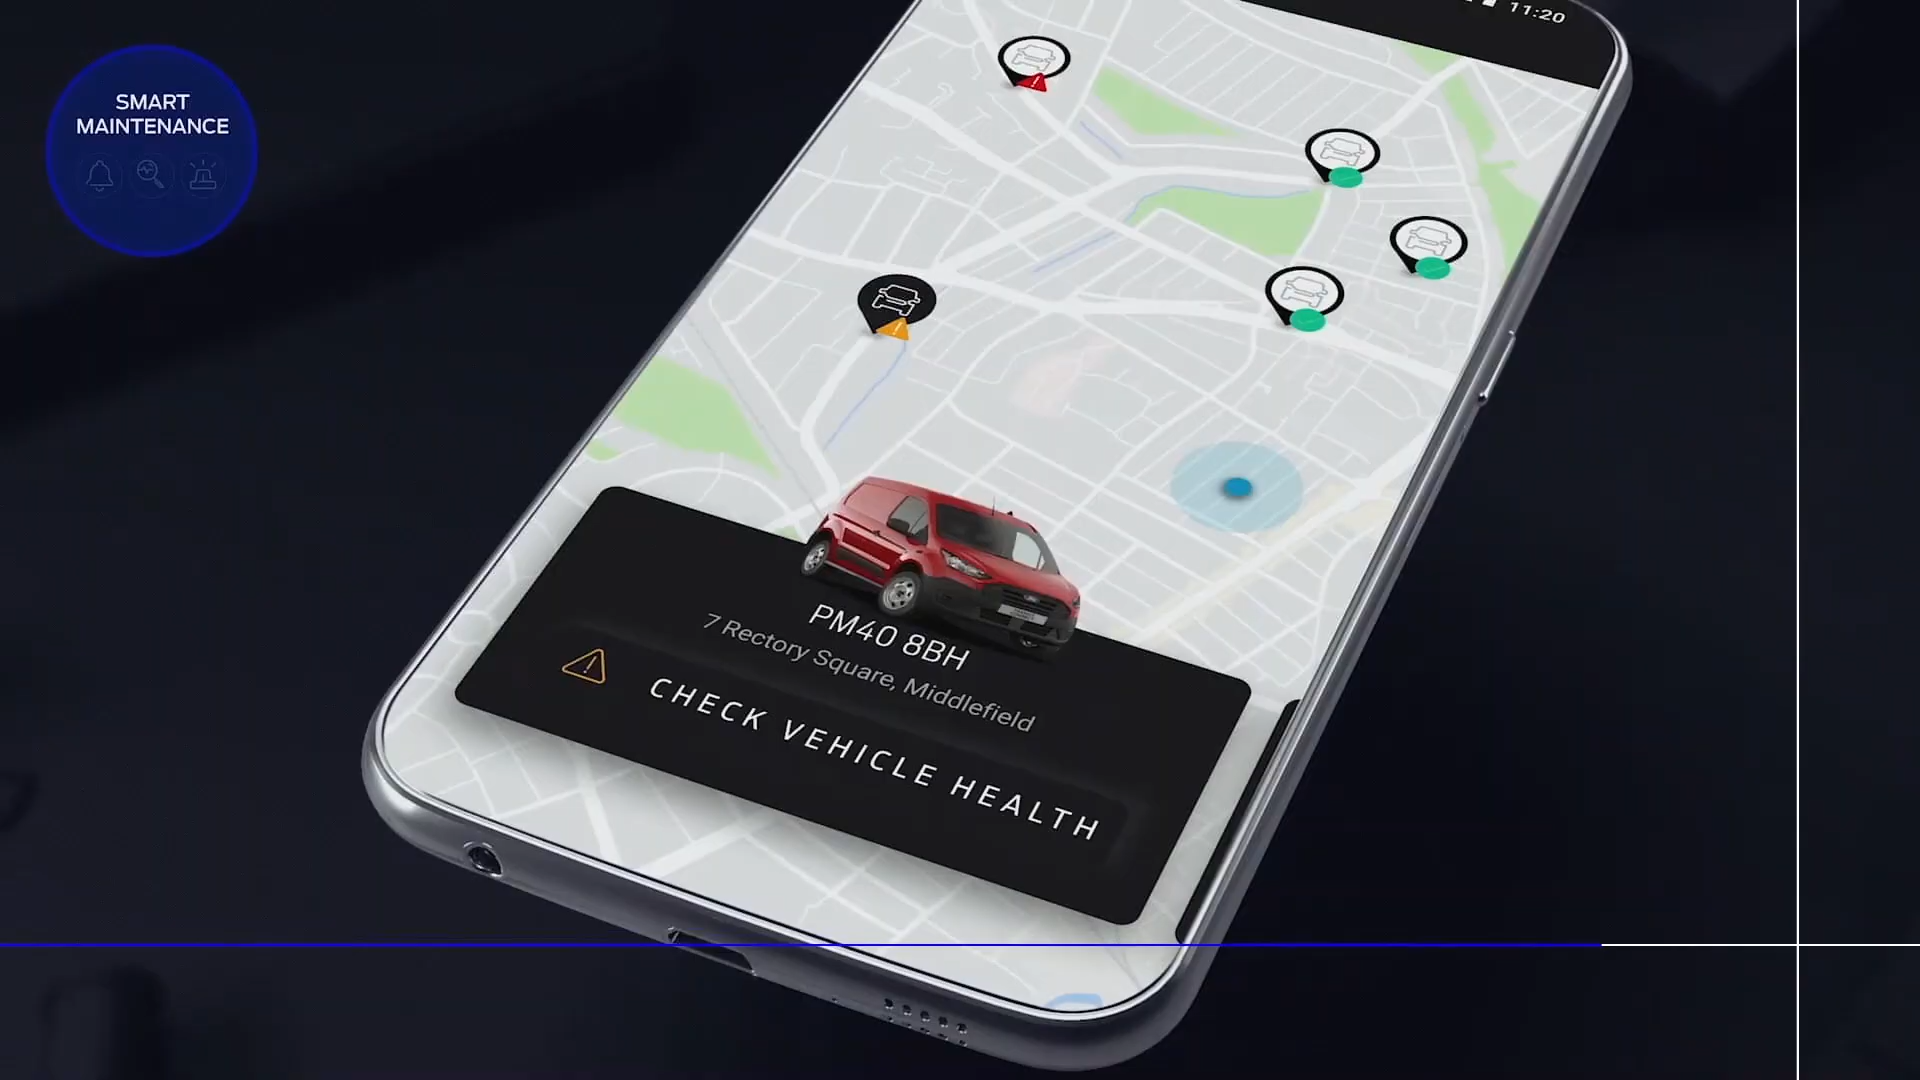 SMART
MAINTENANCE
11:20
PM40 8BH
7 Rectory Square, Middlefield
CHECK VEHICLE HEALTH